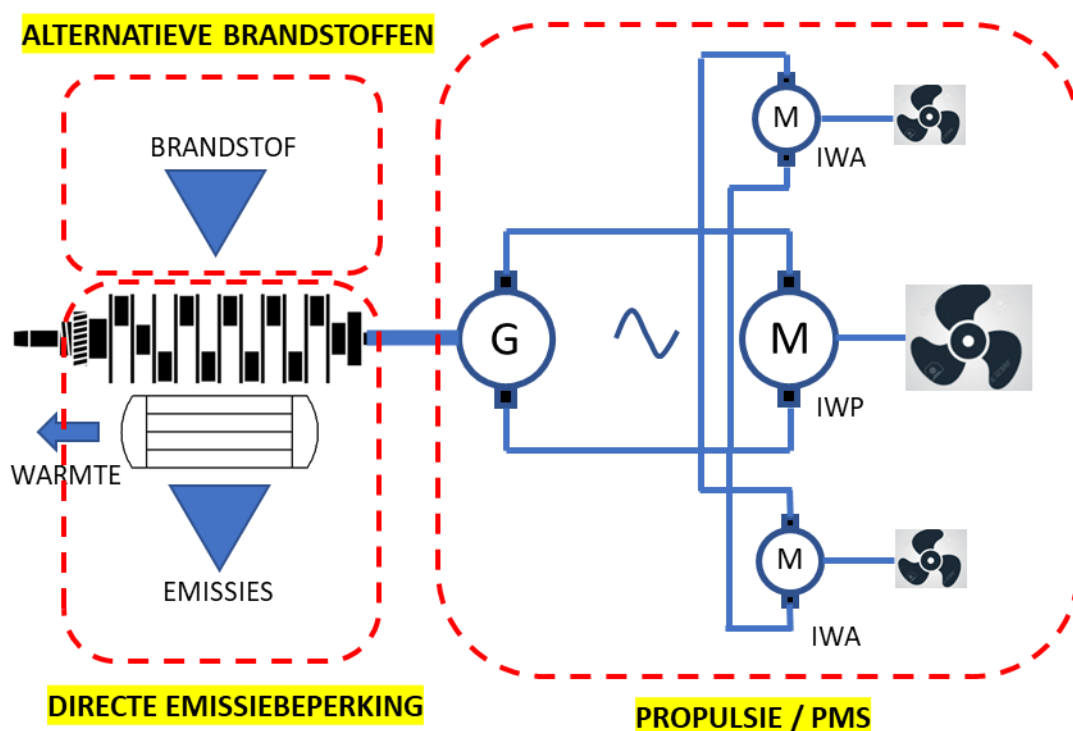 ALTERNATIEVE BRANDSTOFFEN
BRANDSTOF
M
IWA
G
M
IWP
WARMTE
EMISSIES
M
IWA
DIRECTE EMISSIEBEPERKING
PROPULSIE / PMS